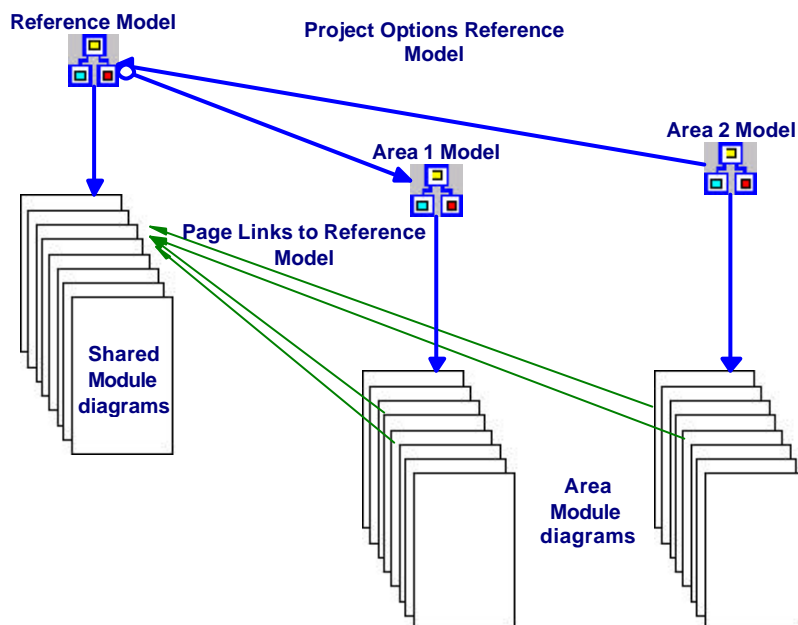 Reference Model
Project Options Reference
Model
Area 1 Model
Area 2 Model
Page Links to Reference
Model
Shared
Module
diagrams
Area
Module
diagrams